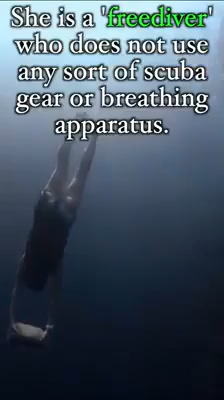 She is a 'freediver'
who does not use
any sort of scuba
gear or breathing
apparatus.